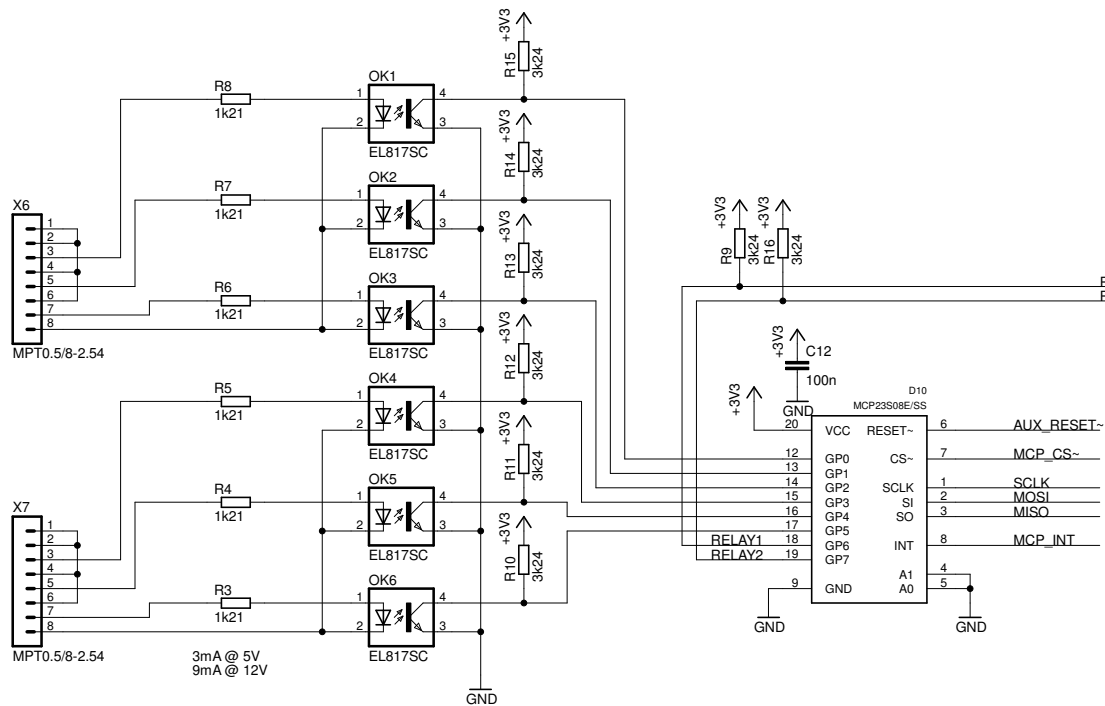 +3V3
R15
3k24
OK1
R8
1k21
1
2
4
3
EL817SC
+3V3
R14
3k24
OK2
R7
1k21
1
2
4
3
EL817SC
X6
1
2
3
4
5
6
7
8
MPT0.5/8-2.54
+3V3
R13
3k24
OK3
R6
1k21
1
2
4
3
EL817SC
+3V3
R12
3k24
OK4
R5
1k21
1
2
4
3
EL817SC
+3V3
R11
3k24
OK5
R4
1k21
1
2
4
3
EL817SC
X7
1
2
3
4
5
6
7
8
MPT0.5/8-2.54
+3V3
R10
3k24
OK6
R3
1k21
1
2
4
3
EL817SC
3mA @ 5V
9mA @ 12V
GND
+3V3
R9
3k24
+3V3
R16
3k24
+3V3
C12
100n
GND
+3V3
D10
MCP23S08E/SS
20 VCC RESET~ 6 AUX_RESET~
12 GP0 CS~ 7 MCP_CS~
13 GP1
14 GP2 SCLK 1 SCLK
15 GP3 SI 2 MOSI
16 GP4 SO 3 MISO
17 GP5
RELAY1 18 GP6 INT 8 MCP_INT
RELAY2 19 GP7
A1 4
9 GND A0 5
GND
GND